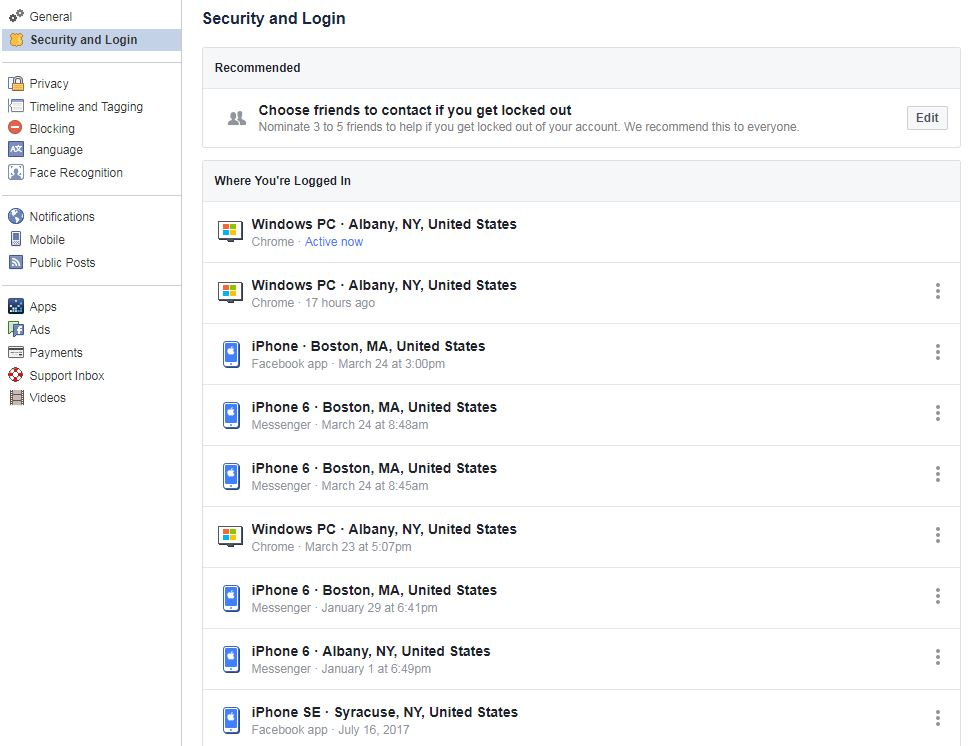 General
Security and Login
Privacy
Timeline and Tagging
Blocking
Language
Face Recognition
Notifications
Mobile
Public Posts
Apps
Ads
Payments
Support Inbox
Videos
Security and Login
Recommended
Choose friends to contact if you get locked out
Nominate 3 to 5 friends to help if you get locked out of your account. We recommend this to everyone.
Edit
Where You're Logged In
Windows PC · Albany, NY, United States
Chrome · Active now
Windows PC · Albany, NY, United States
Chrome · 17 hours ago
iPhone · Boston, MA, United States
Facebook app · March 24 at 3:00pm
iPhone 6 · Boston, MA, United States
Messenger · March 24 at 8:48am
iPhone 6 · Boston, MA, United States
Messenger · March 24 at 8:45am
Windows PC · Albany, NY, United States
Chrome · March 23 at 5:07pm
iPhone 6 · Boston, MA, United States
Messenger · January 29 at 6:41pm
iPhone 6 · Albany, NY, United States
Messenger · January 1 at 6:49pm
iPhone SE · Syracuse, NY, United States
Facebook app · July 16, 2017